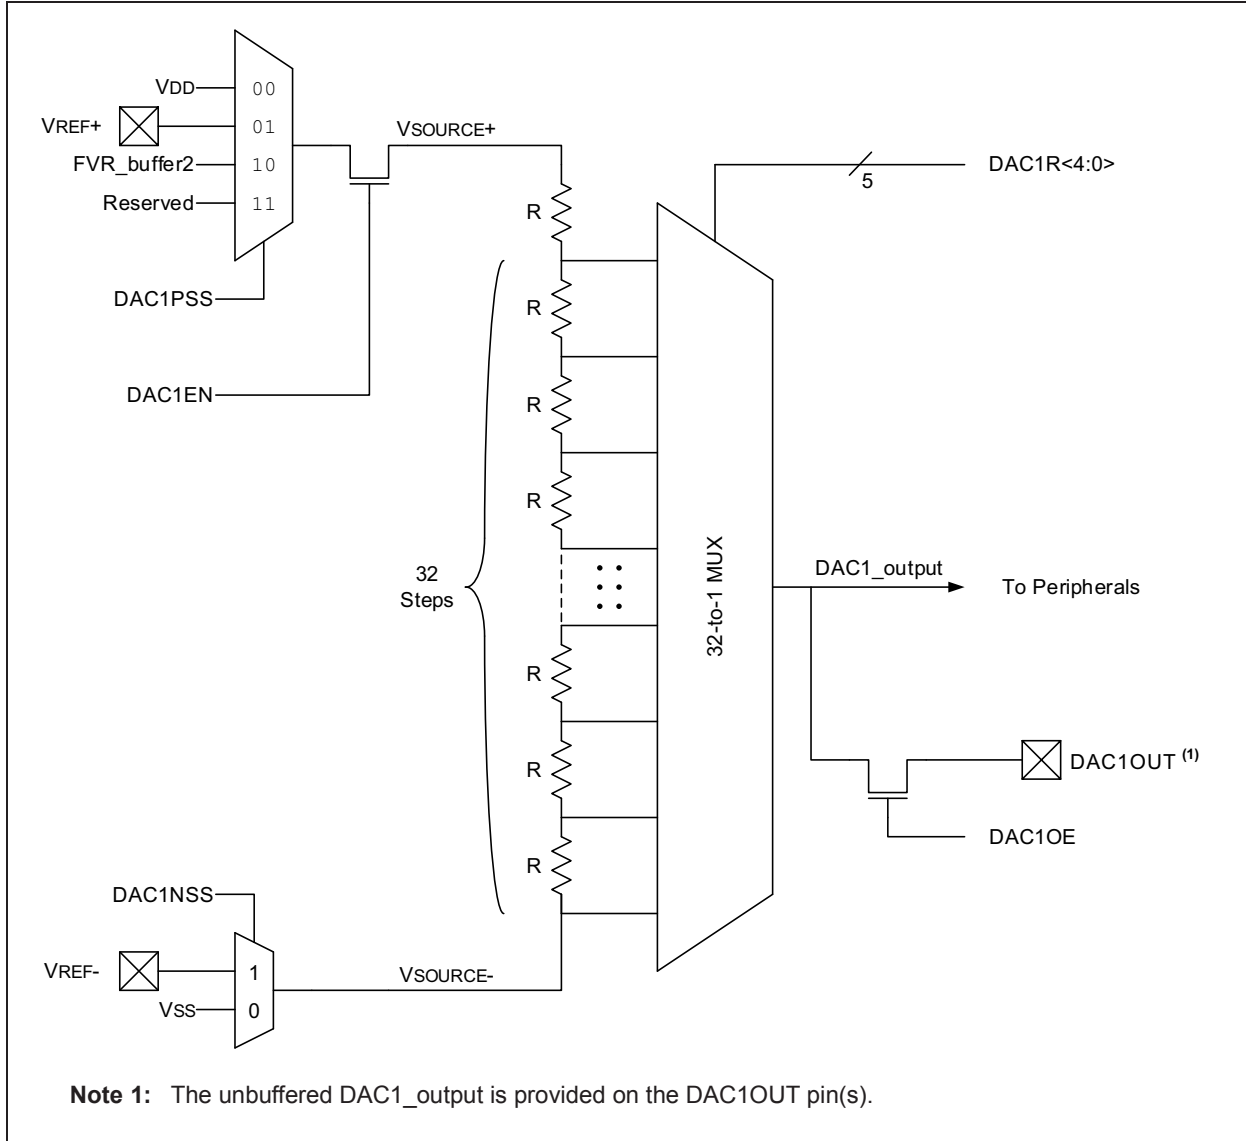 VDD
00
VREF+
01
VSOURCE+
FVR_buffer2
10
DAC1R<4:0>
5
Reserved
11
R
DAC1PSS
R
DAC1EN
R
R
32
Steps
32-to-1 MUX
DAC1_output
To Peripherals
R
R
DAC1OUT (1)
DAC1OE
R
DAC1NSS
VREF-
1
VSOURCE-
VSS
0
Note 1: The unbuffered DAC1_output is provided on the DAC1OUT pin(s).